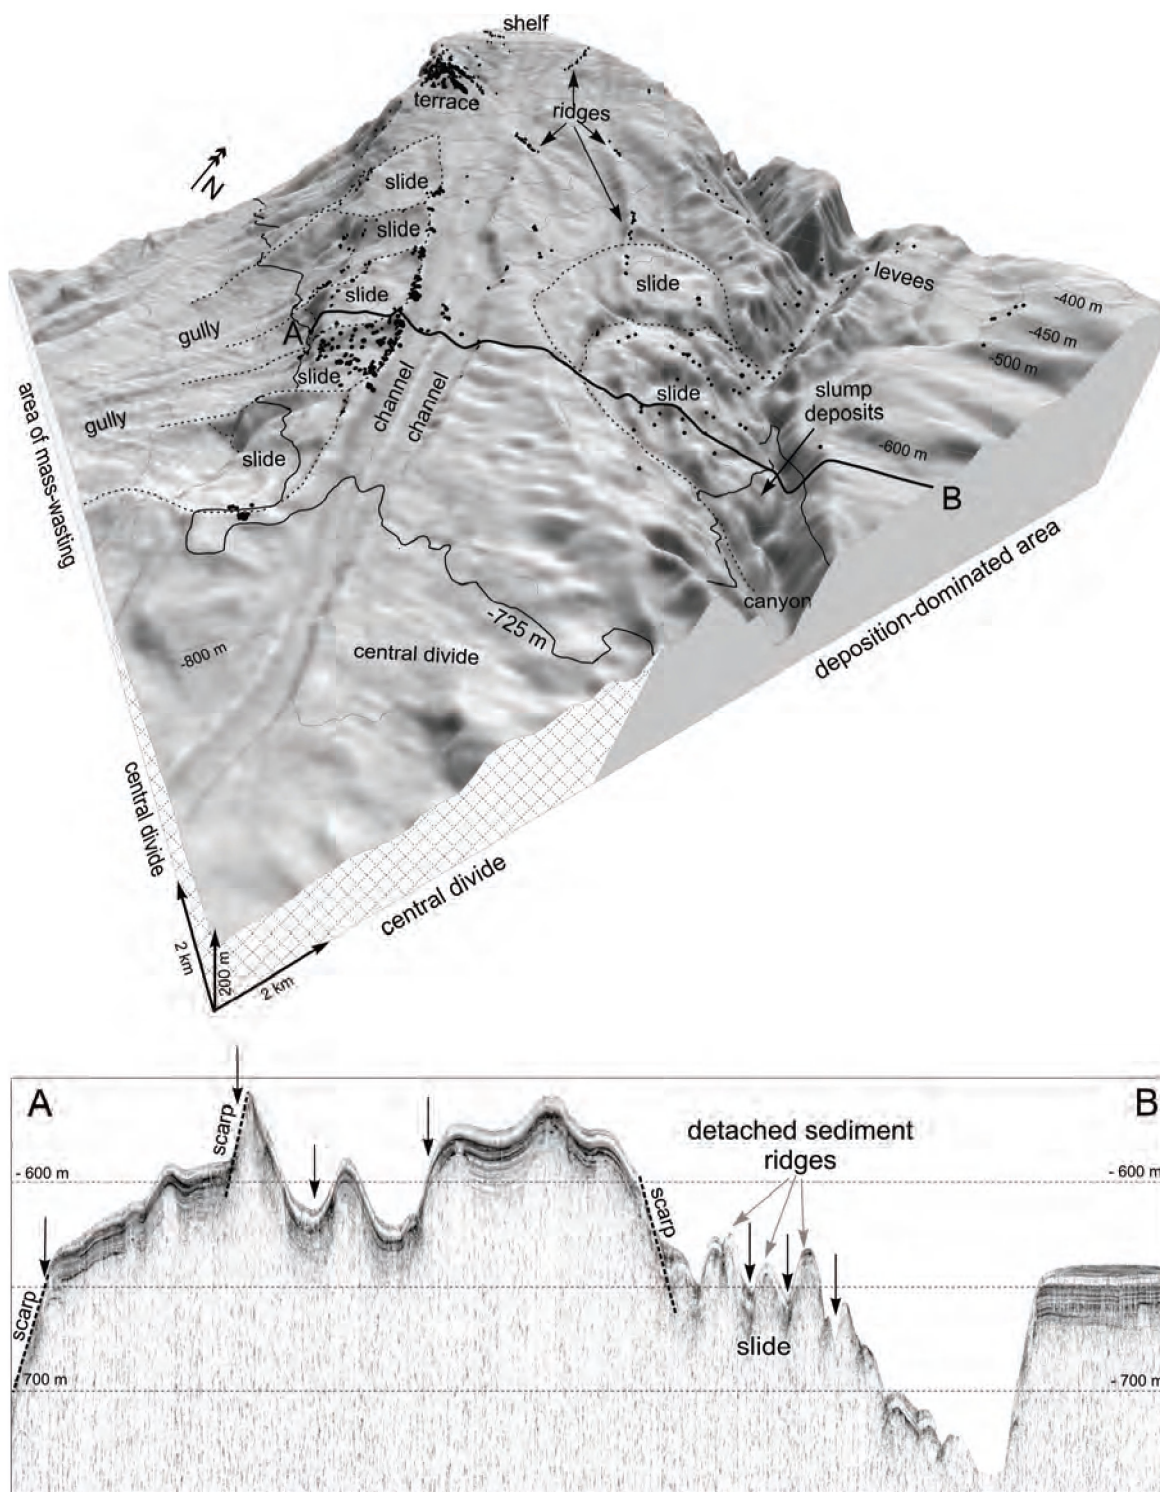 shelf
terrace
ridges
N
slide
slide
slide
slide
levees
-400 m
-450 m
-500 m
gully
A
slide
slide
slump
deposits
channel
channel
gully
-600 m
slide
B
area of mass-wasting
canyon
deposition-dominated area
-725 m
-800 m
central divide
central divide
central divide
2 km
200 m
2 km
A
B
scarp
detached sediment
ridges
- 600 m
- 600 m
scarp
scarp
slide
- 700 m
- 700 m